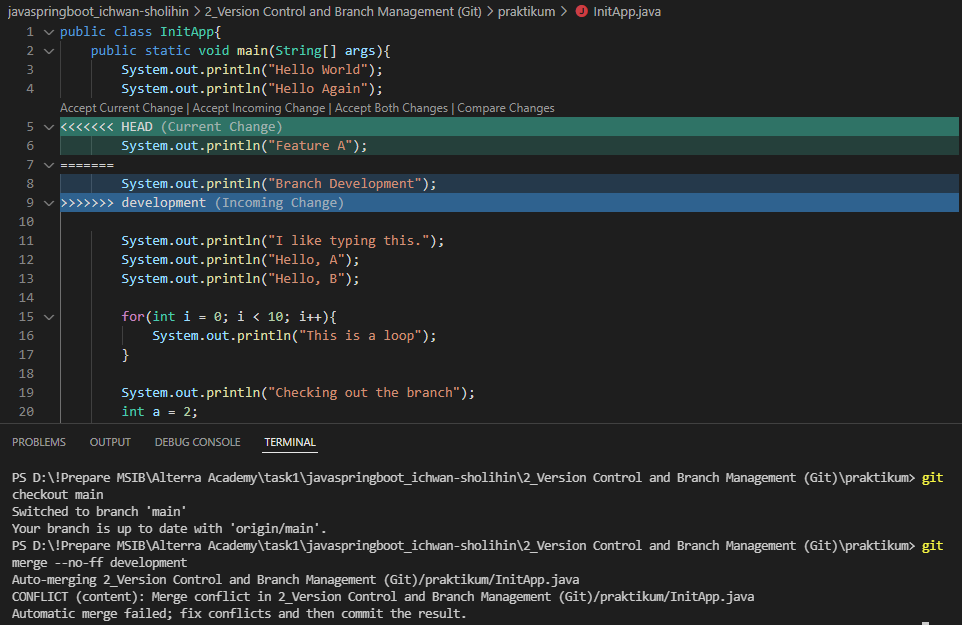 javaspringboot_ichwan-sholihin > 2_Version Control and Branch Management (Git) > praktikum > J InitApp.java
1 public class InitApp{
2 public static void main(String[] args){
3 System.out.println("Hello World");
4 System.out.println("Hello Again");
Accept Current Change | Accept Incoming Change | Accept Both Changes | Compare Changes
5 <<<<<<< HEAD (Current Change)
6 System.out.println("Feature A");
7 =======
8 System.out.println("Branch Development");
9 >>>>>>> development (Incoming Change)
10
11 System.out.println("I like typing this.");
12 System.out.println("Hello, A");
13 System.out.println("Hello, B");
14
15 for(int i = 0; i < 10; i++){
16 System.out.println("This is a loop");
17 }
18
19 System.out.println("Checking out the branch");
20 int a = 2;
PROBLEMS OUTPUT DEBUG CONSOLE TERMINAL
PS D:\!Prepare MSIB\Alterra Academy\task1\javaspringboot_ichwan-sholihin\2_Version Control and Branch Management (Git)\praktikum> git
checkout main
Switched to branch 'main'
Your branch is up to date with 'origin/main'.
PS D:\!Prepare MSIB\Alterra Academy\task1\javaspringboot_ichwan-sholihin\2_Version Control and Branch Management (Git)\praktikum> git
merge --no-ff development
Auto-merging 2_Version Control and Branch Management (Git)/praktikum/InitApp.java
CONFLICT (content): Merge conflict in 2_Version Control and Branch Management (Git)/praktikum/InitApp.java
Automatic merge failed; fix conflicts and then commit the result.